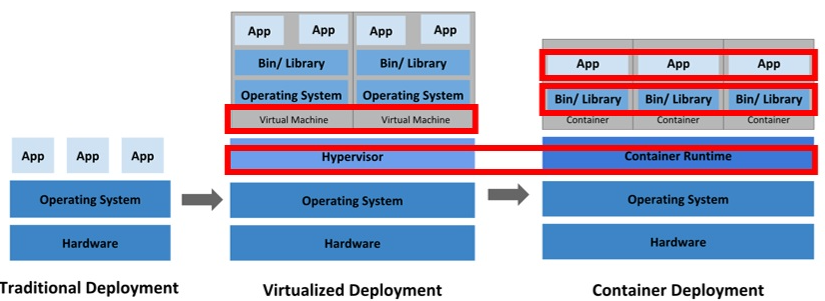 App App App
Operating System
Hardware
Traditional Deployment
App App App App
Bin/ Library Bin/ Library
Operating System Operating System
Virtual Machine Virtual Machine
Hypervisor
Operating System
Hardware
Virtualized Deployment
App App App
Bin/ Library Bin/ Library Bin/ Library
Container Container Container
Container Runtime
Operating System
Hardware
Container Deployment